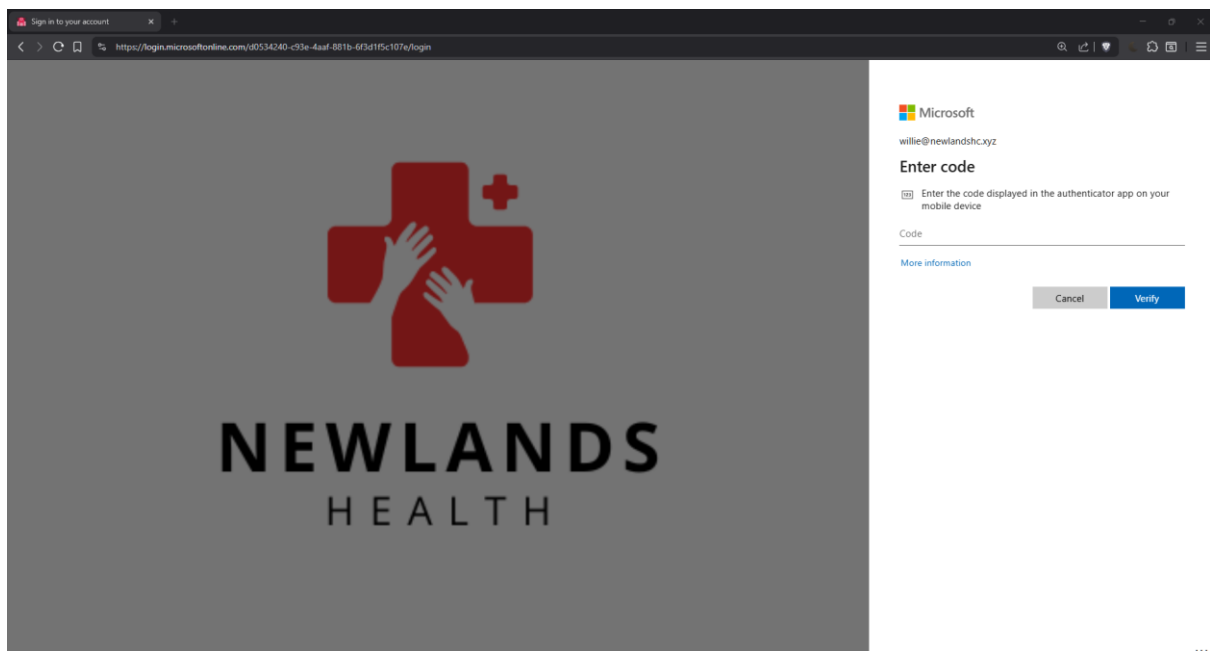 Sign in to your account
https://login.microsoftonline.com/d0534240-c93e-4aaf-881b-6f3d1f5c107e/login
NEWLANDS
HEALTH
Microsoft
willie@newlandshc.xyz
Enter code
Enter the code displayed in the authenticator app on your
mobile device
Code
More information
Cancel Verify